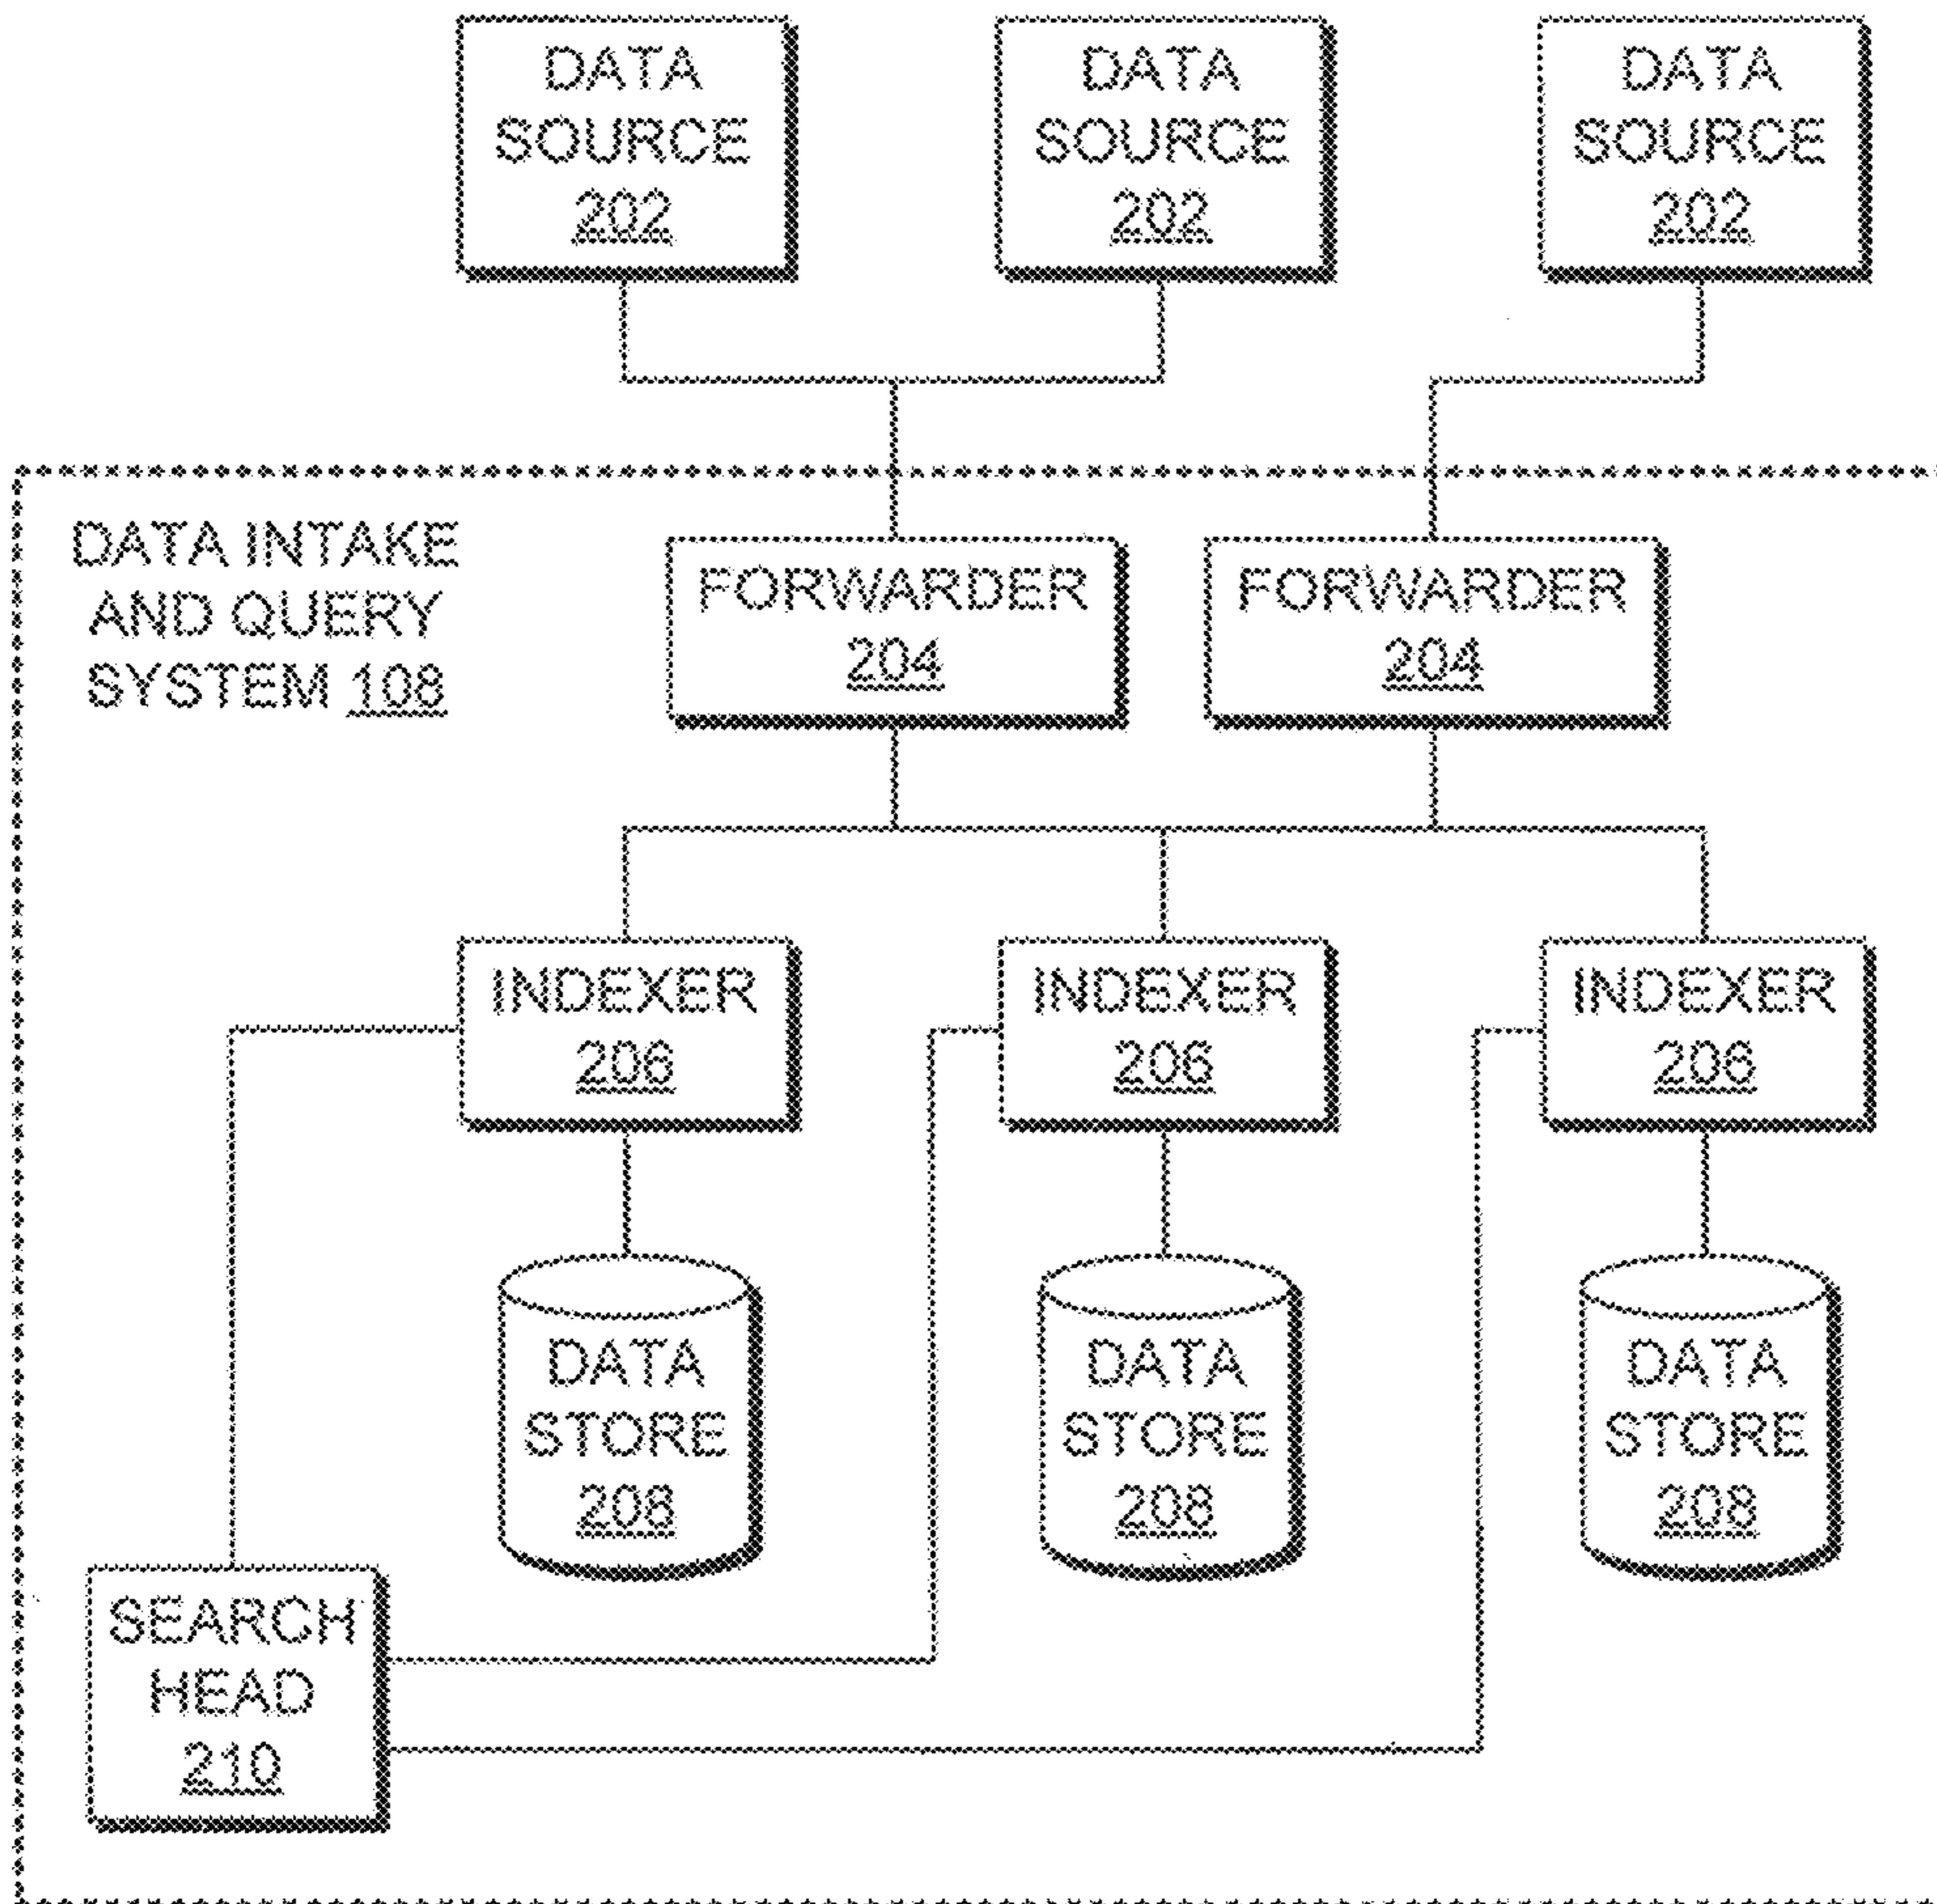 DATA
SOURCE
202
DATA
SOURCE
202
DATA
SOURCE
202
DATA INTAKE
AND QUERY
SYSTEM 108
FORWARDER
204
FORWARDER
204
INDEXER
206
INDEXER
206
INDEXER
206
DATA
STORE
208
DATA
STORE
208
DATA
STORE
208
SEARCH
HEAD
210